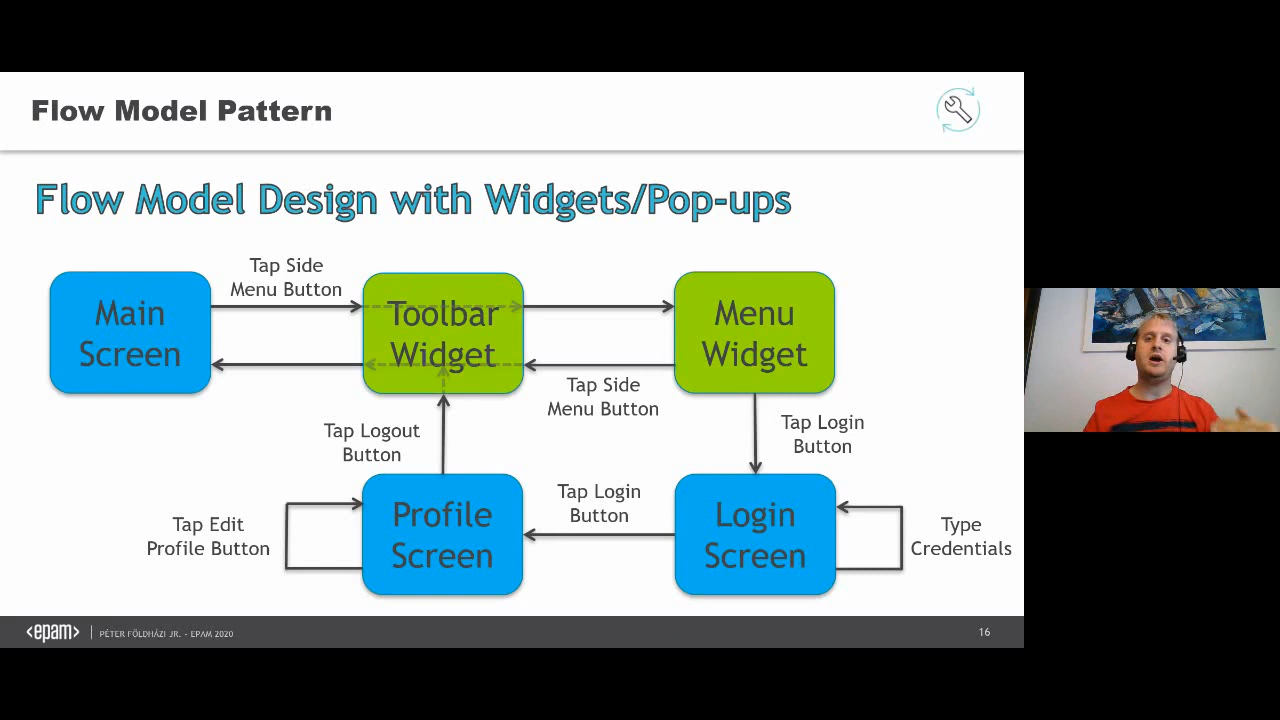 Flow Model Pattern
Flow Model Design with Widgets/Pop-ups
Tap Side
Menu Button
Main
Screen
Toolbar
Widget
Menu
Widget
Tap Side
Menu Button
Tap Logout
Button
Tap Login
Button
Tap Edit
Profile Button
Profile
Screen
Tap Login
Button
Login
Screen
Type
Credentials
<epam>
PÉTER FÖLDHÁZI JR. - EPAM 2020
16